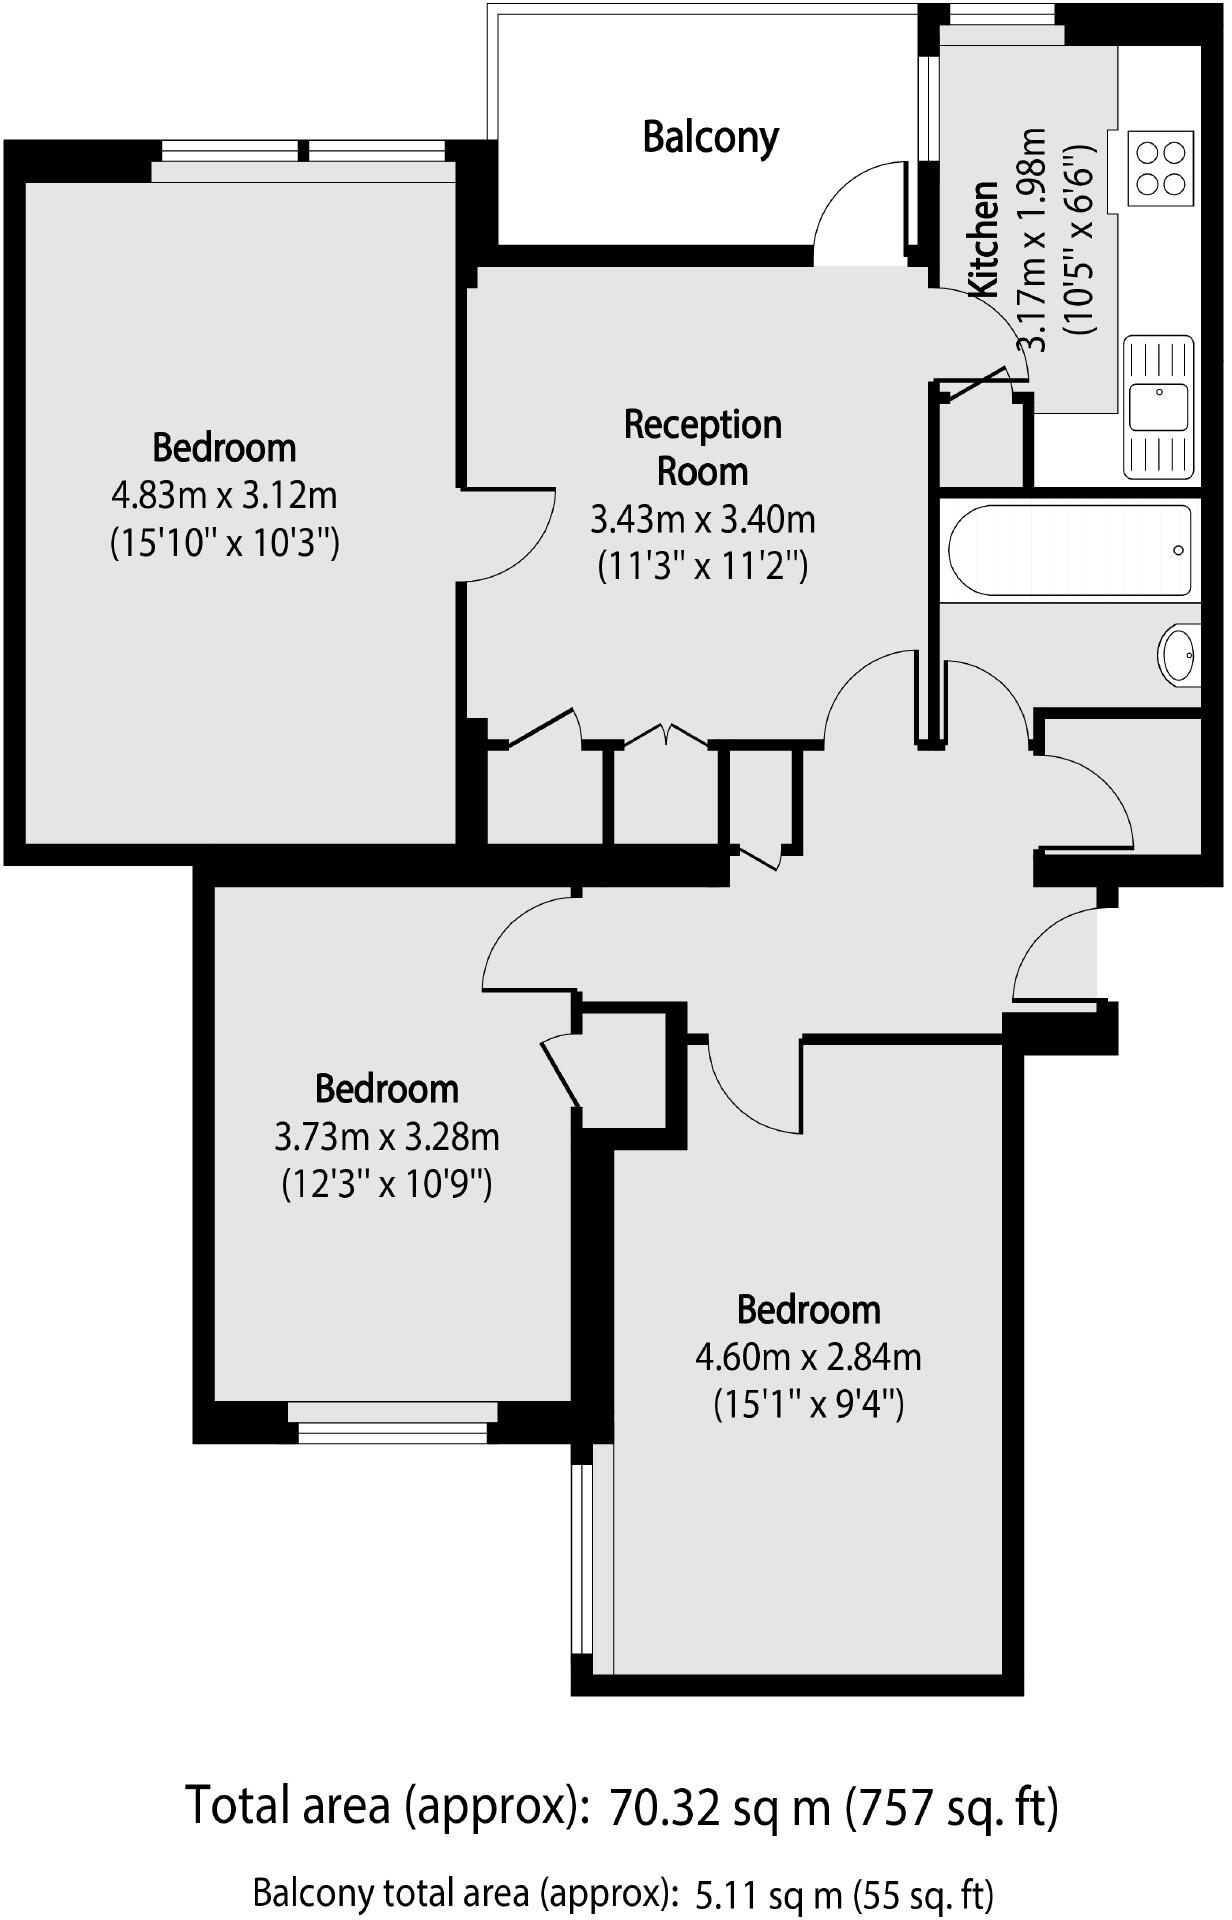 Balcony
Kitchen
3.17m x 1.98m
(10'5" x 6'6")
Bedroom
4.83m x 3.12m
(15'10" x 10'3")
Reception
Room
3.43m x 3.40m
(11'3" x 11'2")
Bedroom
3.73m x 3.28m
(12'3" x 10'9")
Bedroom
4.60m x 2.84m
(15'1" x 9'4")
Total area (approx): 70.32 sq m (757 sq. ft)
Balcony total area (approx): 5.11 sq m (55 sq. ft)